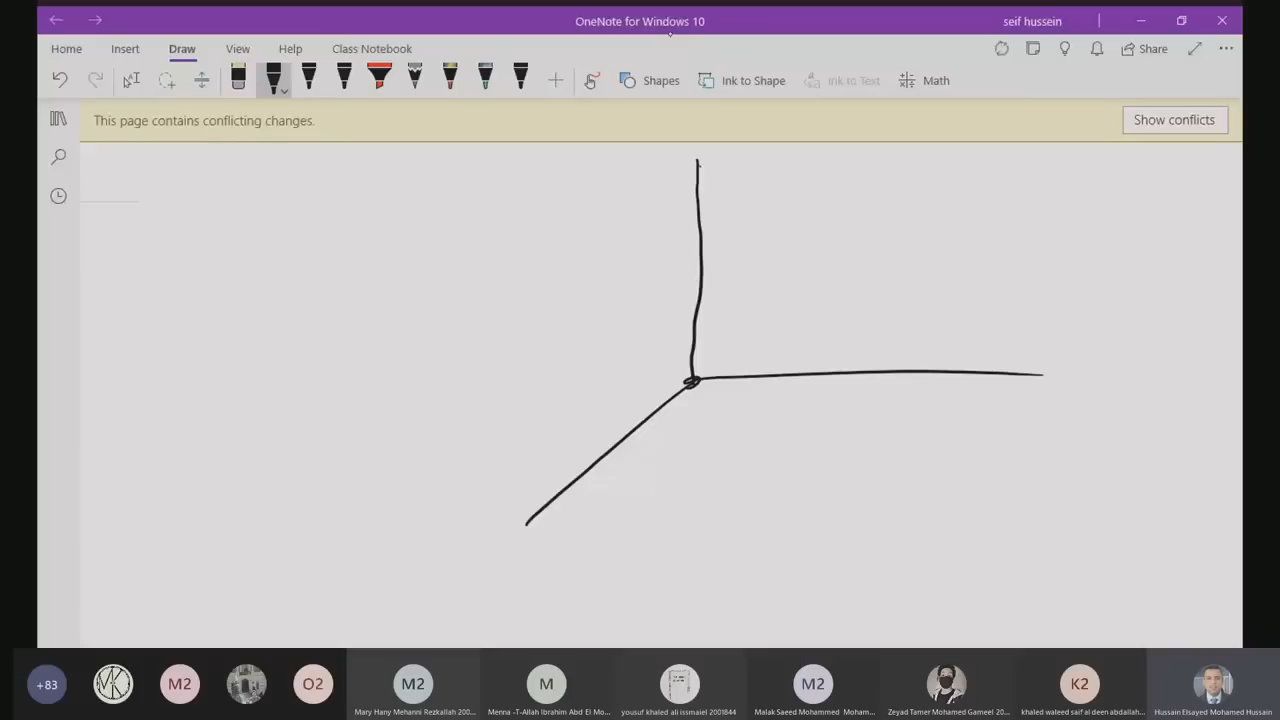 OneNote for Windows 10
seif hussein
Home Insert Draw View Help Class Notebook
Share
Shapes Ink to Shape Ink to Text Math
This page contains conflicting changes.
Show conflicts
+83 M2 O2 M2 M M2 K2
Mary Hany Mehanni Rezkallah 200... Menna -T-Allah Ibrahim Abd El Mo... yousuf khaled ali issmaiel 2001844 Malak Saeed Mohammed Moham... Zeyad Tamer Mohamed Gameel 20... khaled waleed saif al deen abdallah... Hussain Elsayed Mohamed Hussain